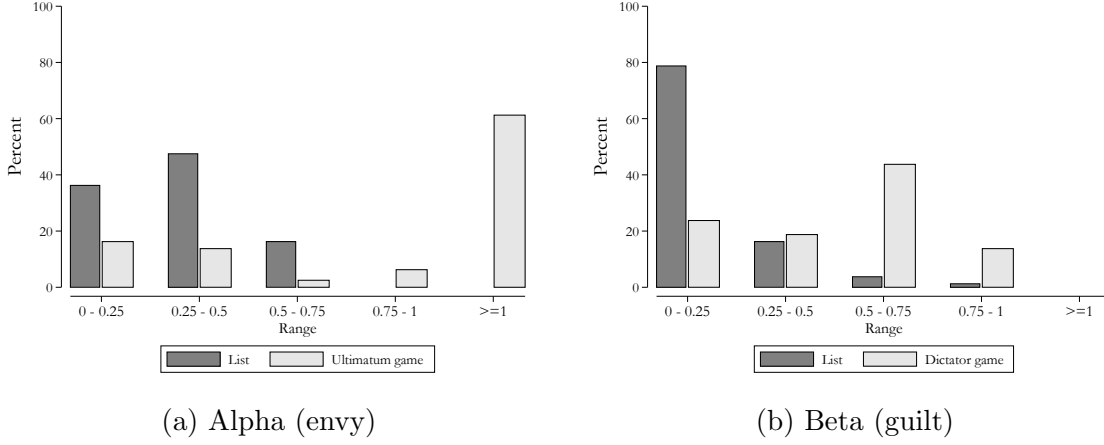 100
80
60
40
20
0
Percent
0 - 0.25 0.25 - 0.5 0.5 - 0.75 0.75 - 1 >=1
Range
List Ultimatum game
(a) Alpha (envy)
100
80
60
40
20
0
Percent
0 - 0.25 0.25 - 0.5 0.5 - 0.75 0.75 - 1 >=1
Range
List Dictator game
(b) Beta (guilt)